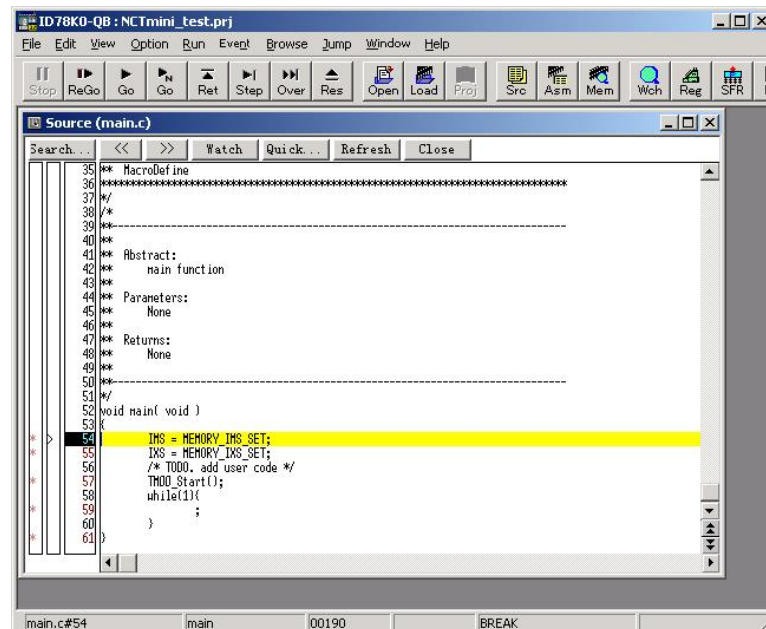 ID78K0-QB : NCTmini_test.prj
File Edit View Option Run Event Browse Jump Window Help
Stop ReGo Go Go Ret Step Over Res Open Load Proj Src Asm Mem Wch Reg SFR
Source (main.c)
Search... << >> Watch Quick... Refresh Close
35 ** MacroDefine
36 *******************************************************************************
37 */
38 /*
39 **-----------------------------------------------------------------------------
40 **
41 ** Abstract:
42 ** main function
43 **
44 ** Parameters:
45 ** None
46 **
47 ** Returns:
48 ** None
49 **
50 **-----------------------------------------------------------------------------
51 */
52 void main( void )
53 {
* > 54 IMS = MEMORY_IMS_SET;
* 55 IXS = MEMORY_IXS_SET;
56 /* TODO. add user code */
* 57 TM00_Start();
58 while(1){
* 59 ;
60 }
* 61 }
main.c#54 main 00190 BREAK